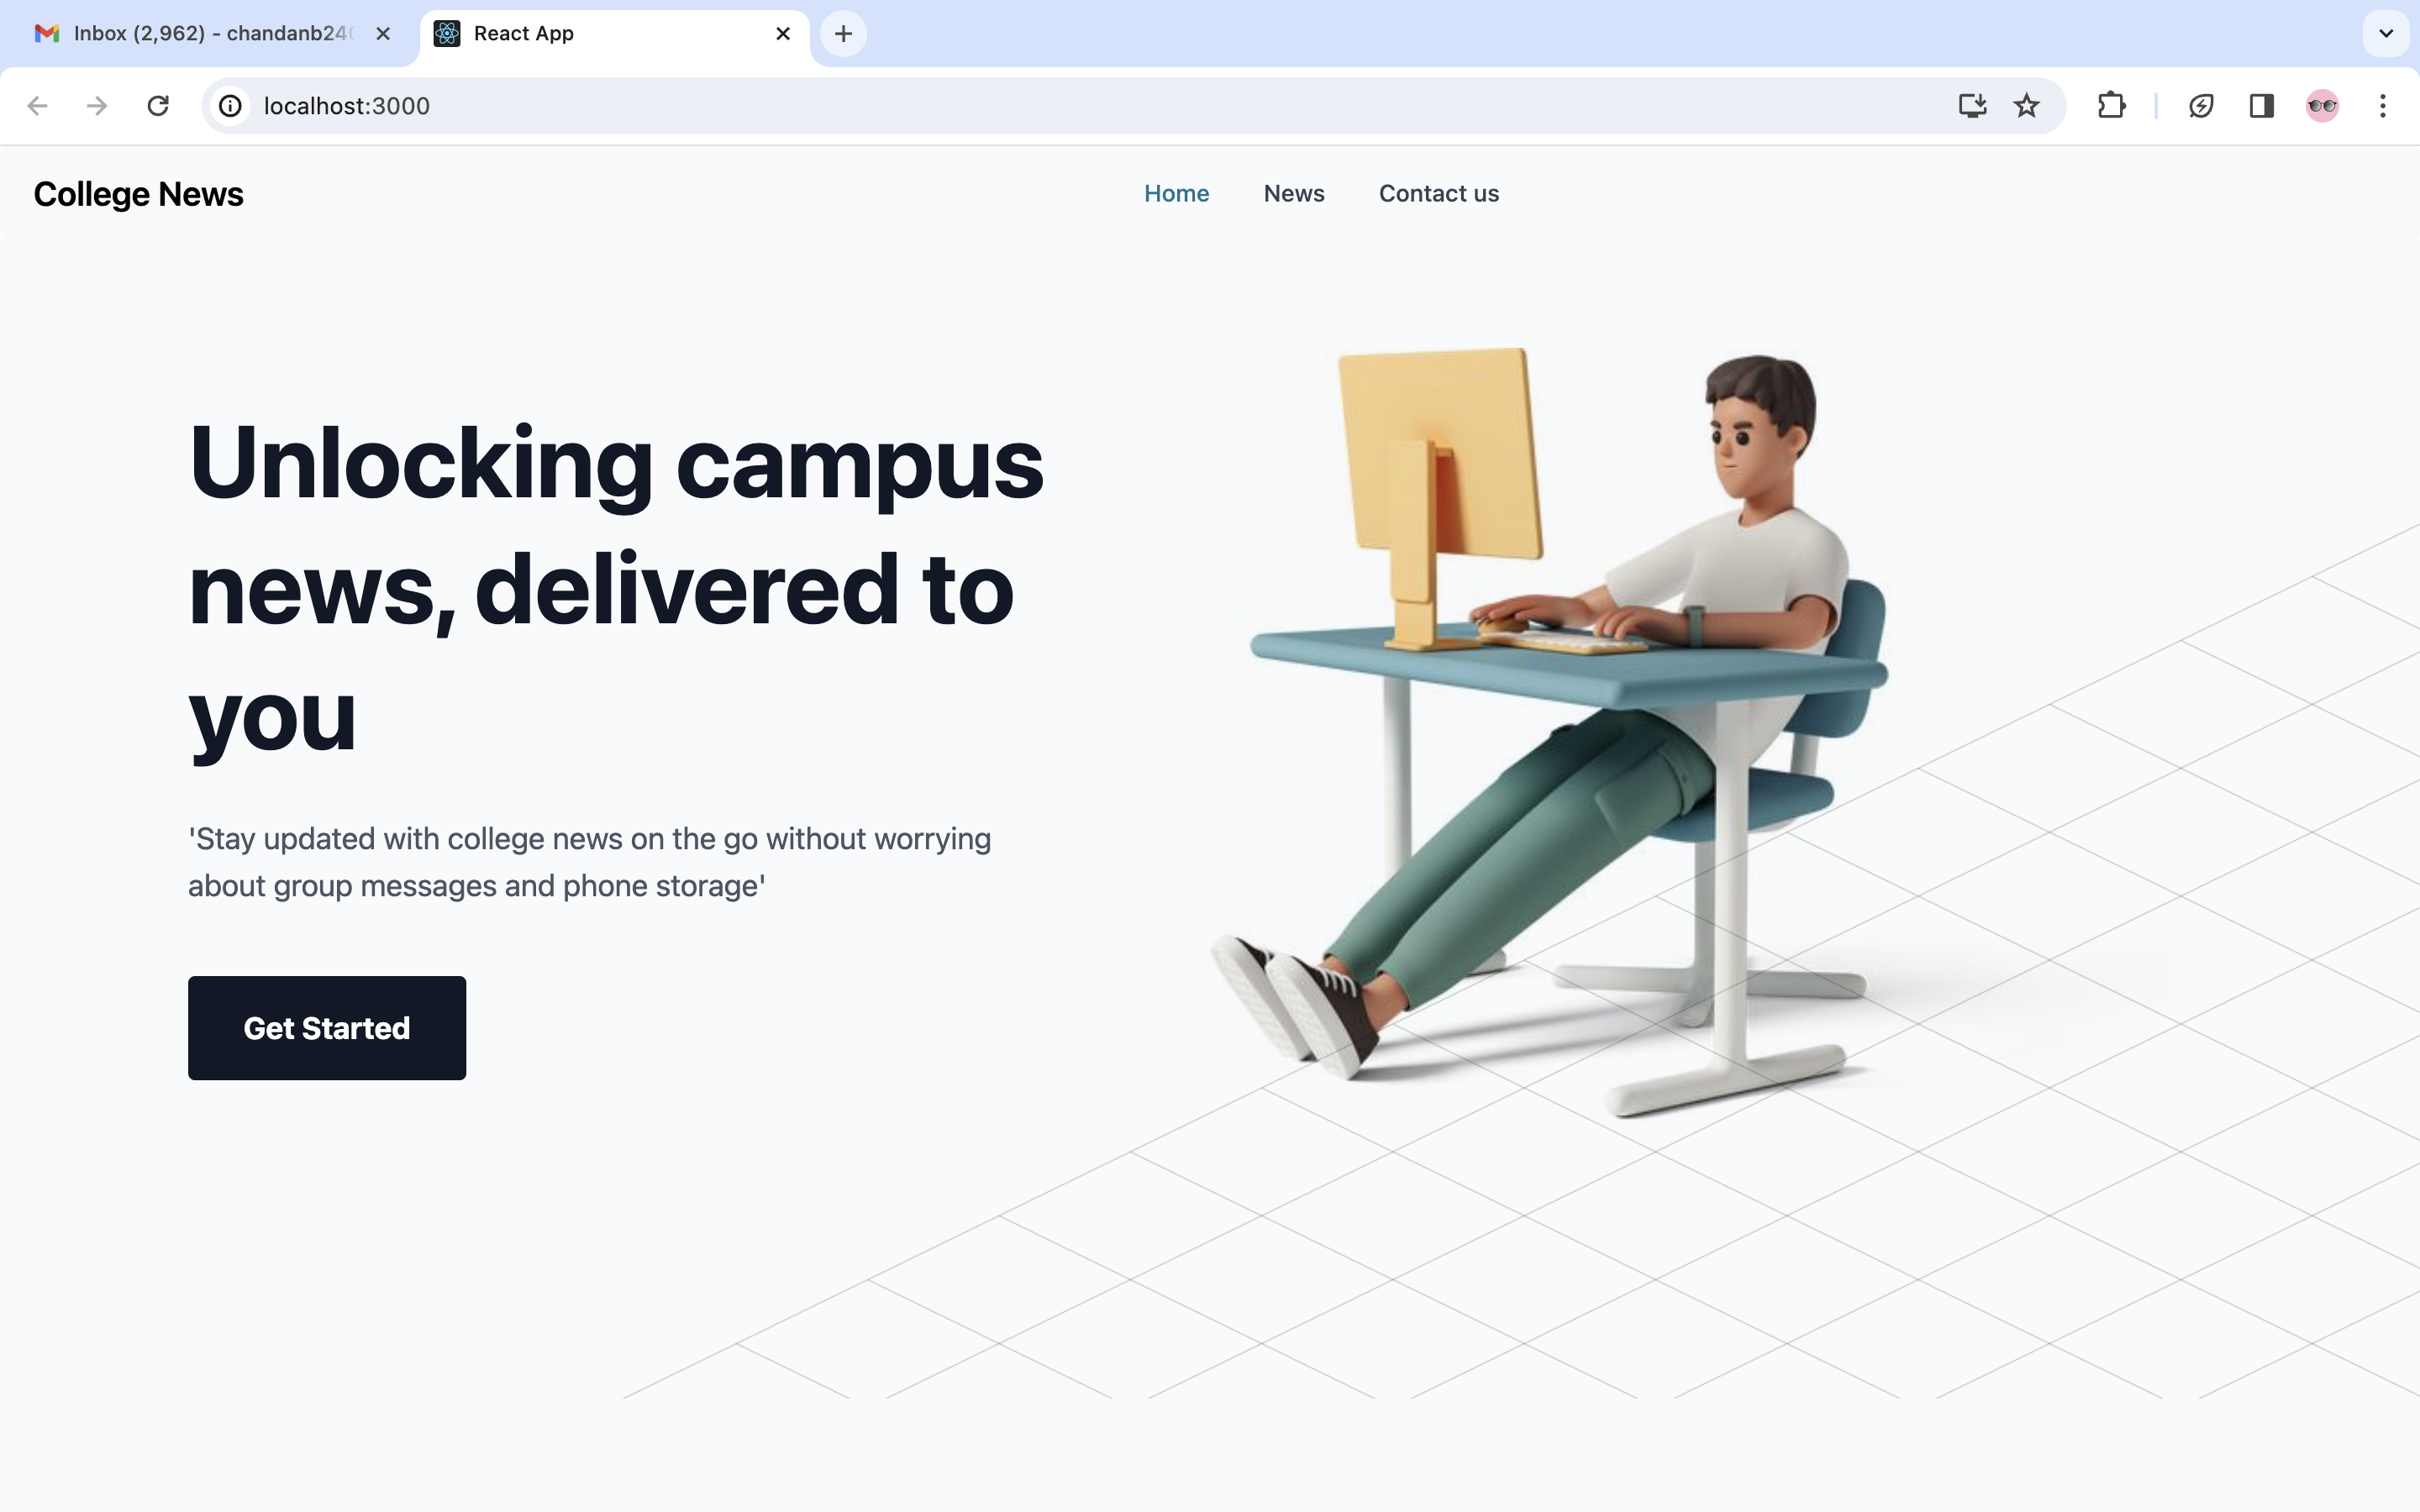 Inbox (2,962) - chandanb24
React App
localhost:3000
College News
Home
News
Contact us
Unlocking campus
news, delivered to
you
'Stay updated with college news on the go without worrying
about group messages and phone storage'
Get Started